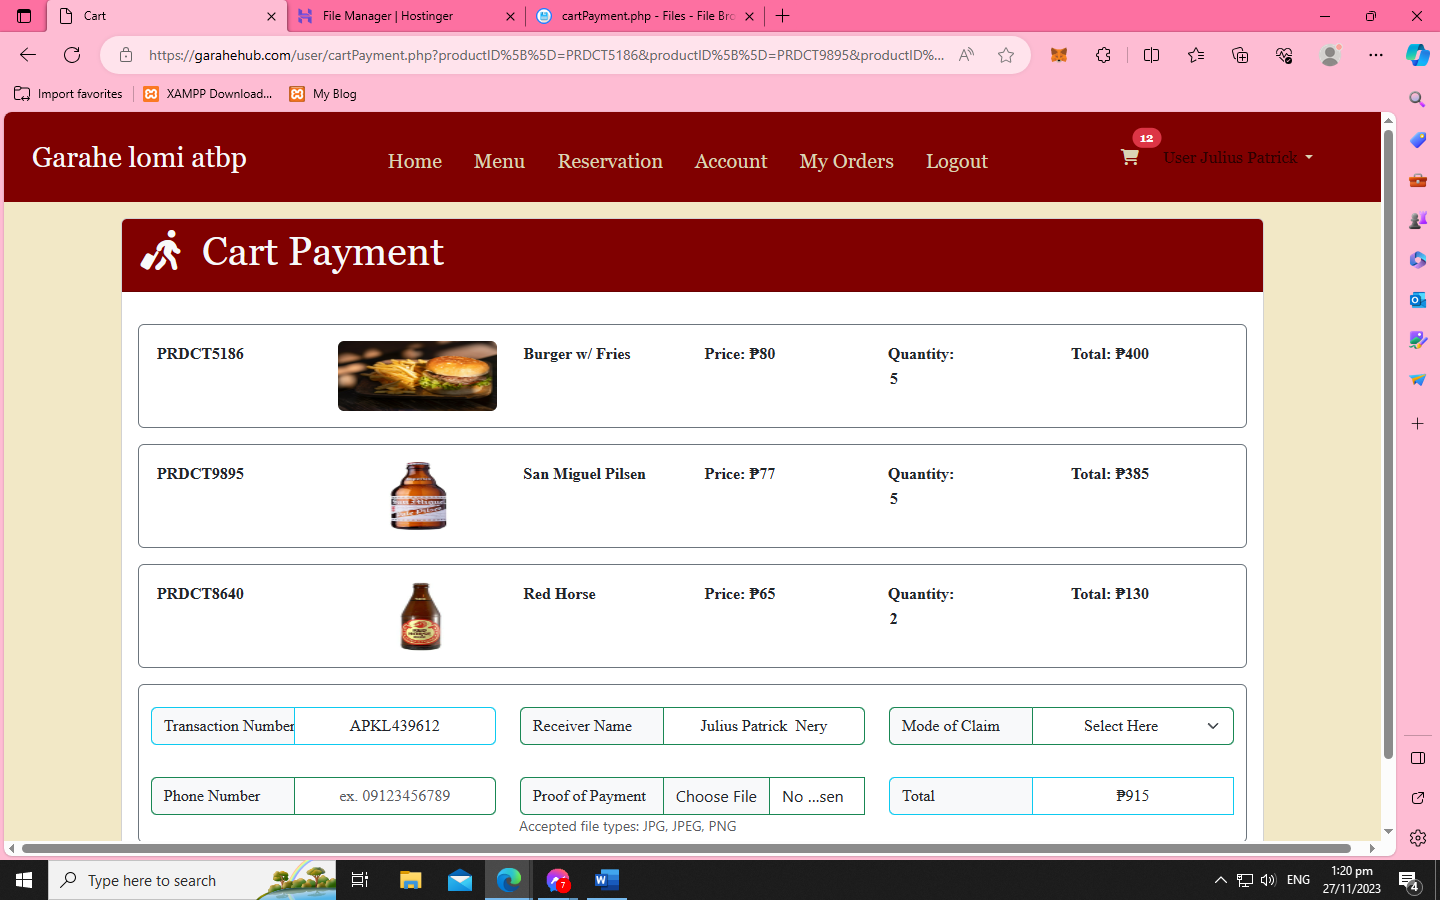 Cart
File Manager | Hostinger
cartPayment.php - Files - File Bro
https://garahehub.com/user/cartPayment.php?productID%5B%5D=PRDCT5186&productID%5B%5D=PRDCT9895&productID%...
Import favorites
XAMPP Download...
My Blog
Garahe lomi atbp
Home
Menu
Reservation
Account
My Orders
Logout
12
User Julius Patrick
Cart Payment
PRDCT5186
Burger w/ Fries
Price: ₱80
Quantity:
5
Total: ₱400
PRDCT9895
San Miguel Pilsen
Price: ₱77
Quantity:
5
Total: ₱385
PRDCT8640
Red Horse
Price: ₱65
Quantity:
2
Total: ₱130
Transaction Number
APKL439612
Receiver Name
Julius Patrick  Nery
Mode of Claim
Select Here
Phone Number
ex. 09123456789
Proof of Payment
Choose File
No ...sen
Total
₱915
Accepted file types: JPG, JPEG, PNG
Type here to search
7
ENG
1:20 pm
27/11/2023
4